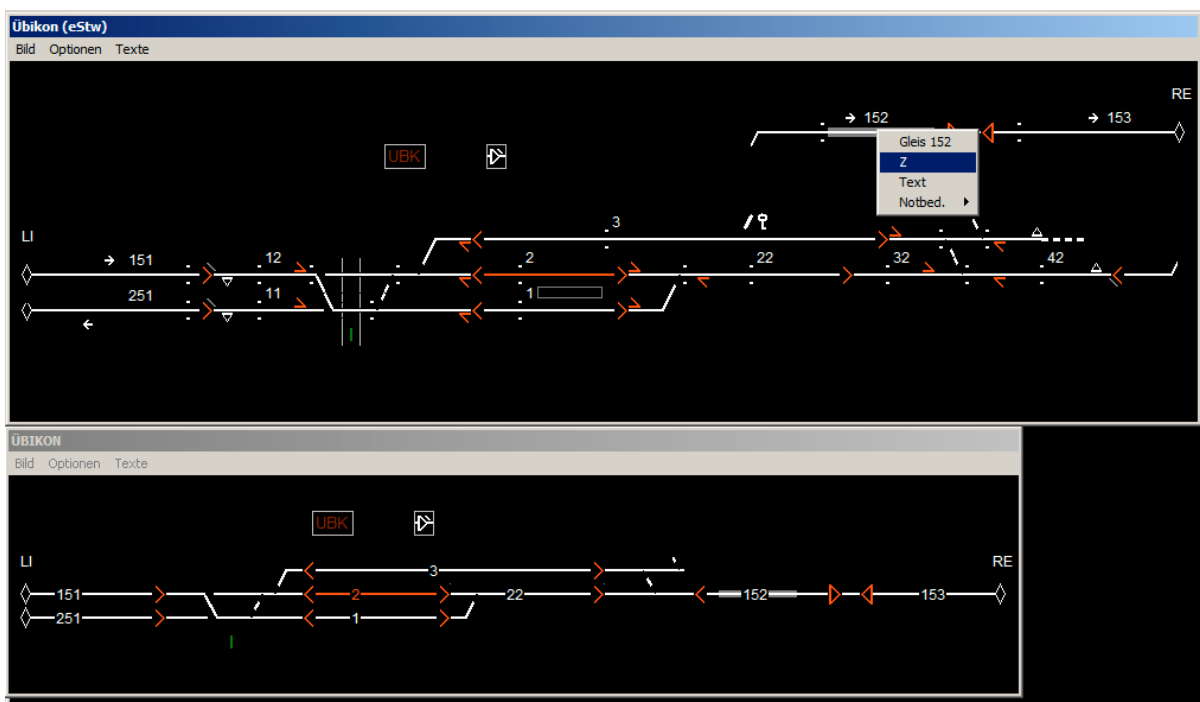 Übikon (eStw)
Bild Optionen Texte
RE
152 153
Gleis 152
Z
Text
Notbed.
UBK
3
LI
151 12 2 22 32 42
251 11 1
I
ÜBIKON
Bild Optionen Texte
UBK
LI RE
3
151 2 22 152 153
251 1
I